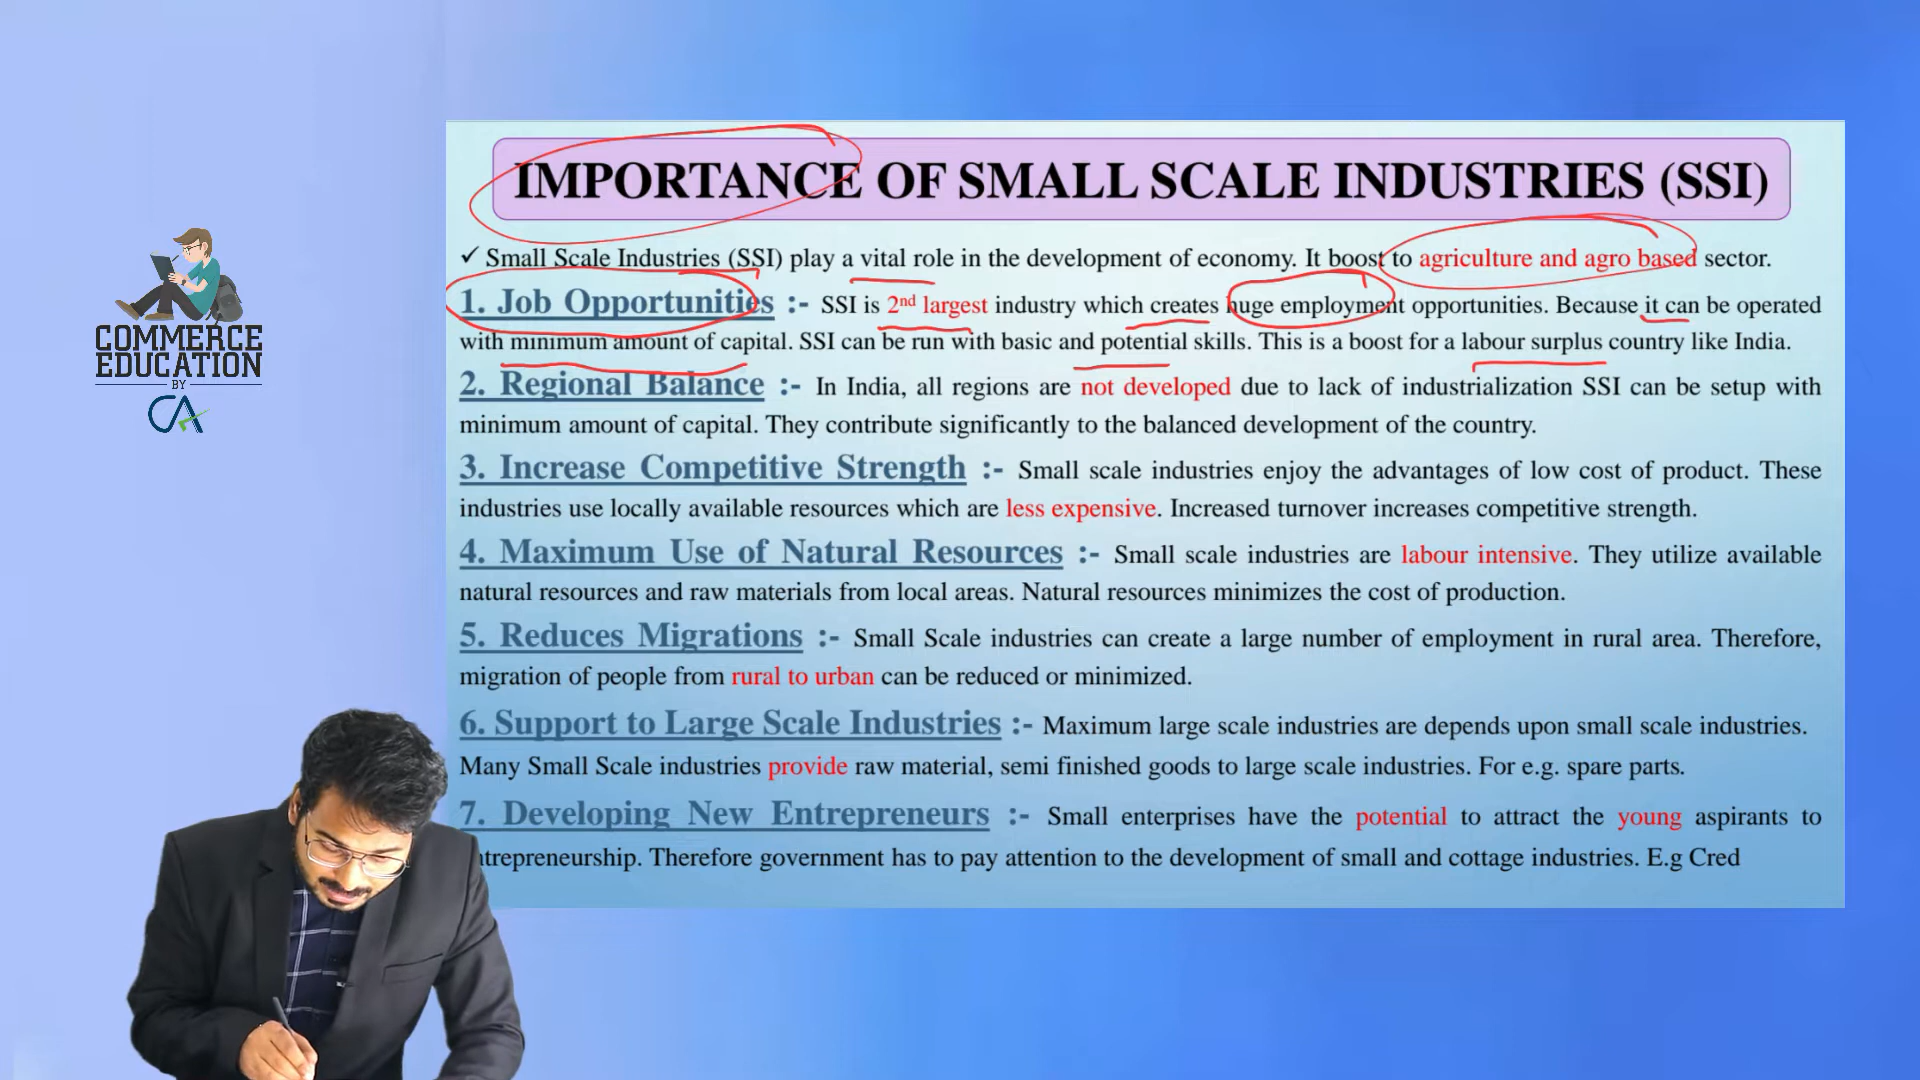 COMMERCE
EDUCATION
BY
CA
IMPORTANCE OF SMALL SCALE INDUSTRIES (SSI)
✓ Small Scale Industries (SSI) play a vital role in the development of economy. It boost to agriculture and agro based sector.
1. Job Opportunities :- SSI is 2nd largest industry which creates huge employment opportunities. Because it can be operated
with minimum amount of capital. SSI can be run with basic and potential skills. This is a boost for a labour surplus country like India.
2. Regional Balance :- In India, all regions are not developed due to lack of industrialization SSI can be setup with
minimum amount of capital. They contribute significantly to the balanced development of the country.
3. Increase Competitive Strength :- Small scale industries enjoy the advantages of low cost of product. These
industries use locally available resources which are less expensive. Increased turnover increases competitive strength.
4. Maximum Use of Natural Resources :- Small scale industries are labour intensive. They utilize available
natural resources and raw materials from local areas. Natural resources minimizes the cost of production.
5. Reduces Migrations :- Small Scale industries can create a large number of employment in rural area. Therefore,
migration of people from rural to urban can be reduced or minimized.
6. Support to Large Scale Industries :- Maximum large scale industries are depends upon small scale industries.
Many Small Scale industries provide raw material, semi finished goods to large scale industries. For e.g. spare parts.
7. Developing New Entrepreneurs :- Small enterprises have the potential to attract the young aspirants to
ntrepreneurship. Therefore government has to pay attention to the development of small and cottage industries. E.g Cred